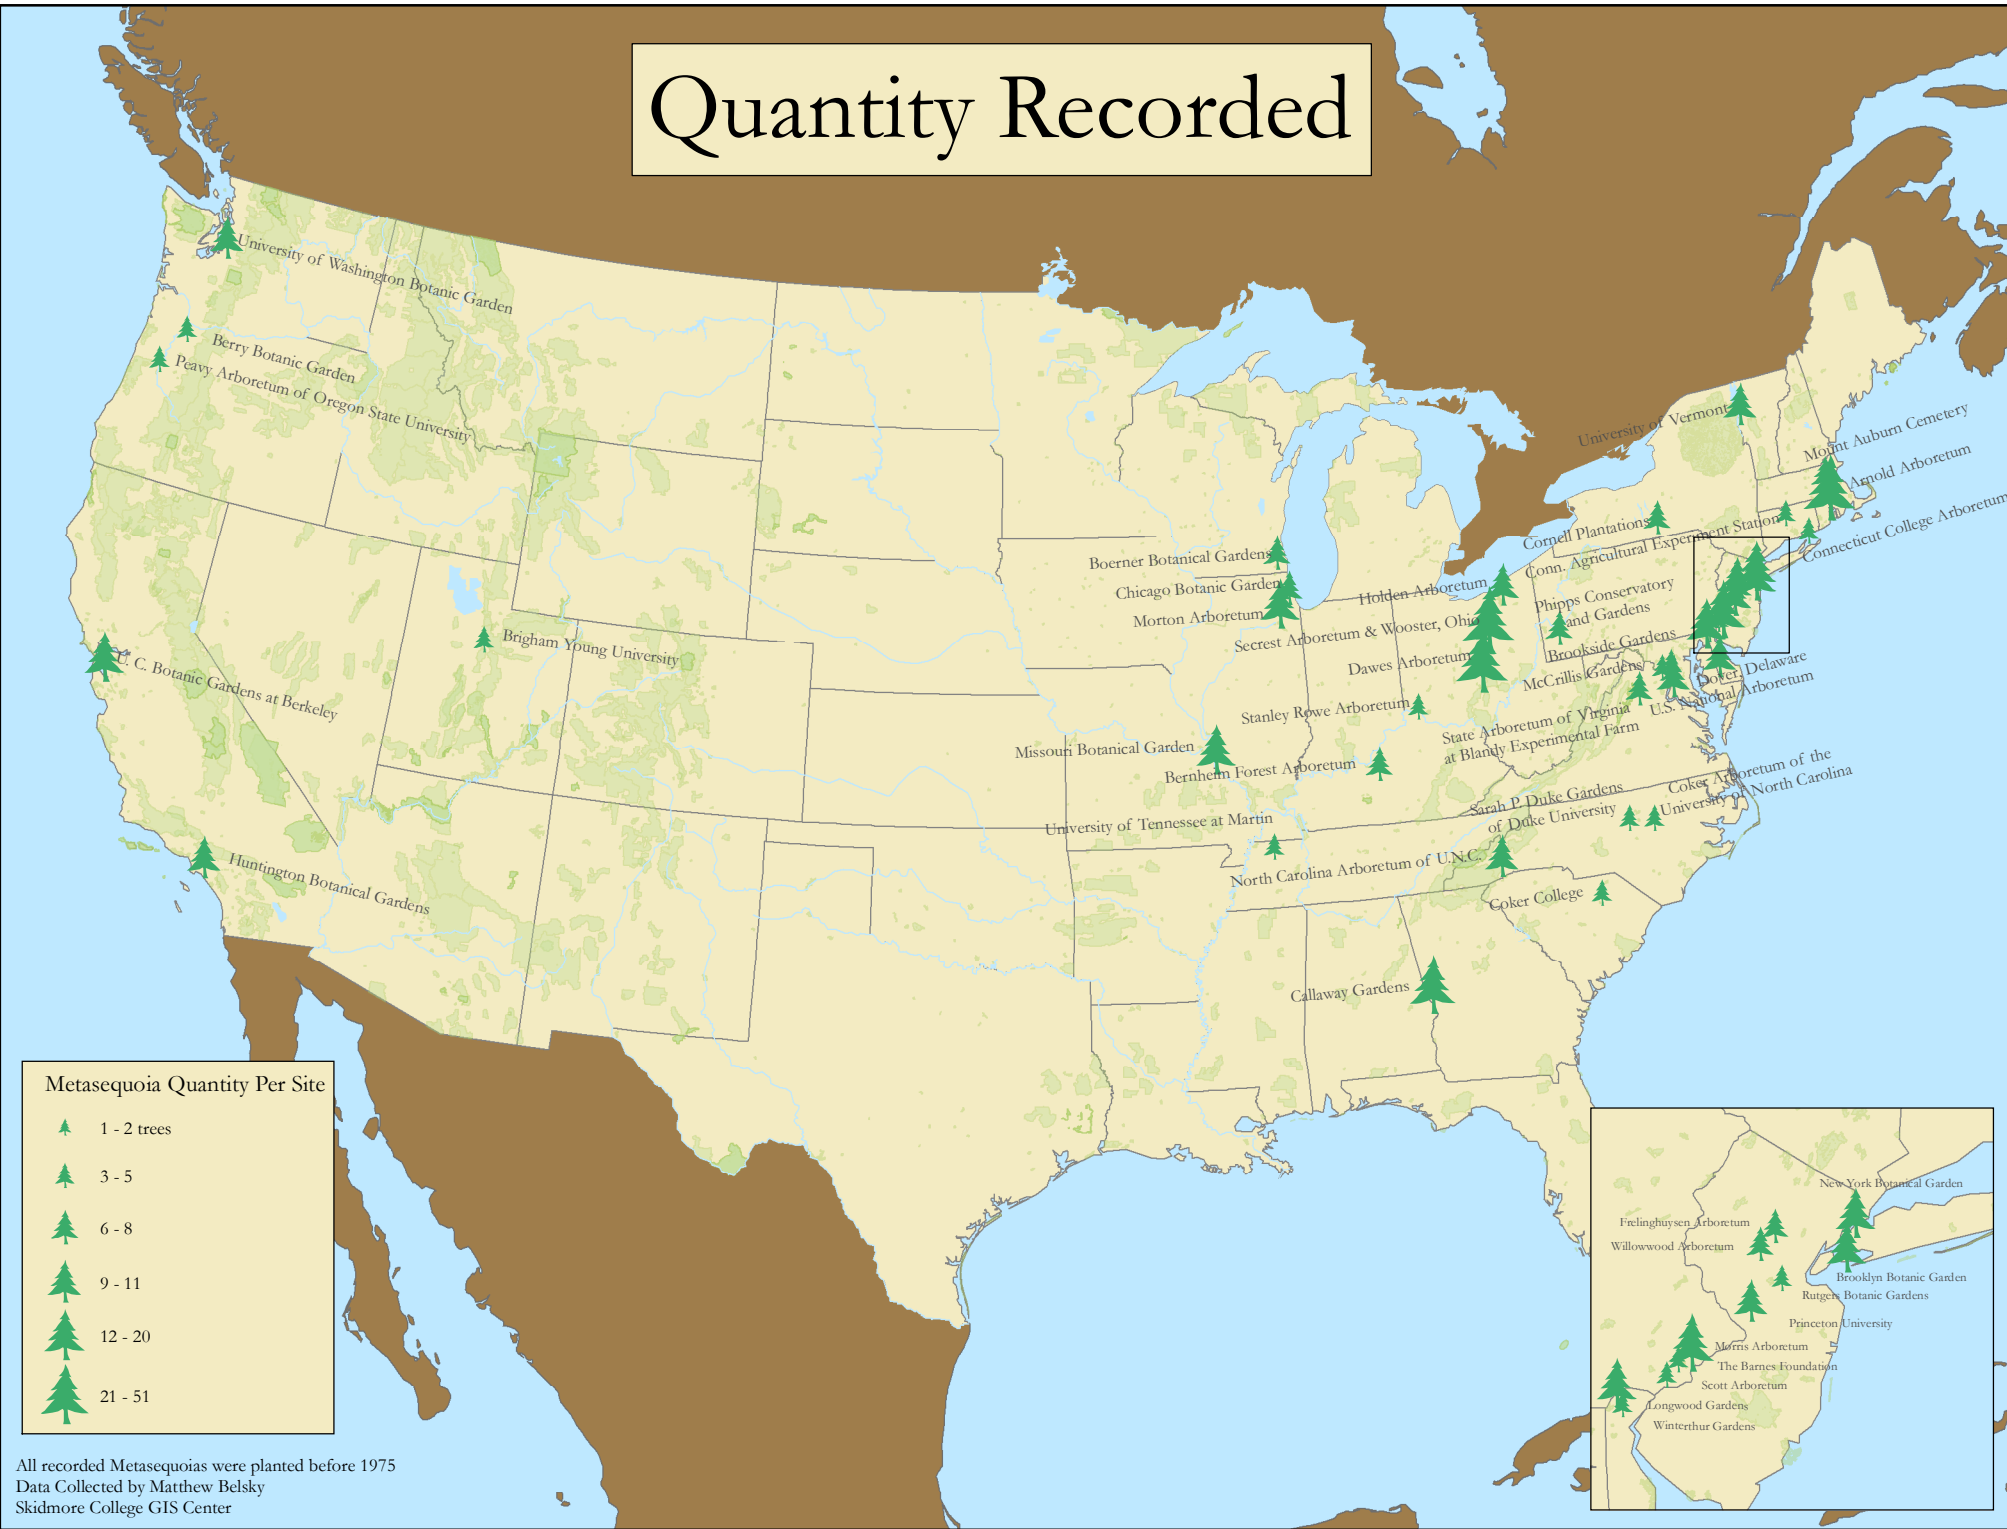 Quantity Recorded
University of Washington Botanic Garden
Berry Botanic Garden
Peavy Arboretum of Oregon State University
University of Vermont
Mount Auburn Cemetery
Arnold Arboretum
Cornell Plantations
Conn. Agricultural Experiment Station
Connecticut College Arboretum
Boerner Botanical Gardens
Chicago Botanic Garden
Morton Arboretum
Holden Arboretum
Phipps Conservatory
and Gardens
Secrest Arboretum & Wooster, Ohio
Dawes Arboretum
Brookside Gardens
McCrillis Gardens
Dover, Delaware
U.S. National Arboretum
Brigham Young University
U. C. Botanic Gardens at Berkeley
Stanley Rowe Arboretum
State Arboretum of Virginia
at Blandy Experimental Farm
Missouri Botanical Garden
Bernheim Forest Arboretum
Coker Arboretum of the
University of North Carolina
Sarah P. Duke Gardens
of Duke University
University of Tennessee at Martin
North Carolina Arboretum of U.N.C.
Huntington Botanical Gardens
Coker College
Callaway Gardens
Metasequoia Quantity Per Site
1 - 2 trees
3 - 5
6 - 8
9 - 11
12 - 20
21 - 51
All recorded Metasequoias were planted before 1975
Data Collected by Matthew Belsky
Skidmore College GIS Center
New York Botanical Garden
Frelinghuysen Arboretum
Willowwood Arboretum
Brooklyn Botanic Garden
Rutgers Botanic Gardens
Princeton University
Morris Arboretum
The Barnes Foundation
Scott Arboretum
Longwood Gardens
Winterthur Gardens